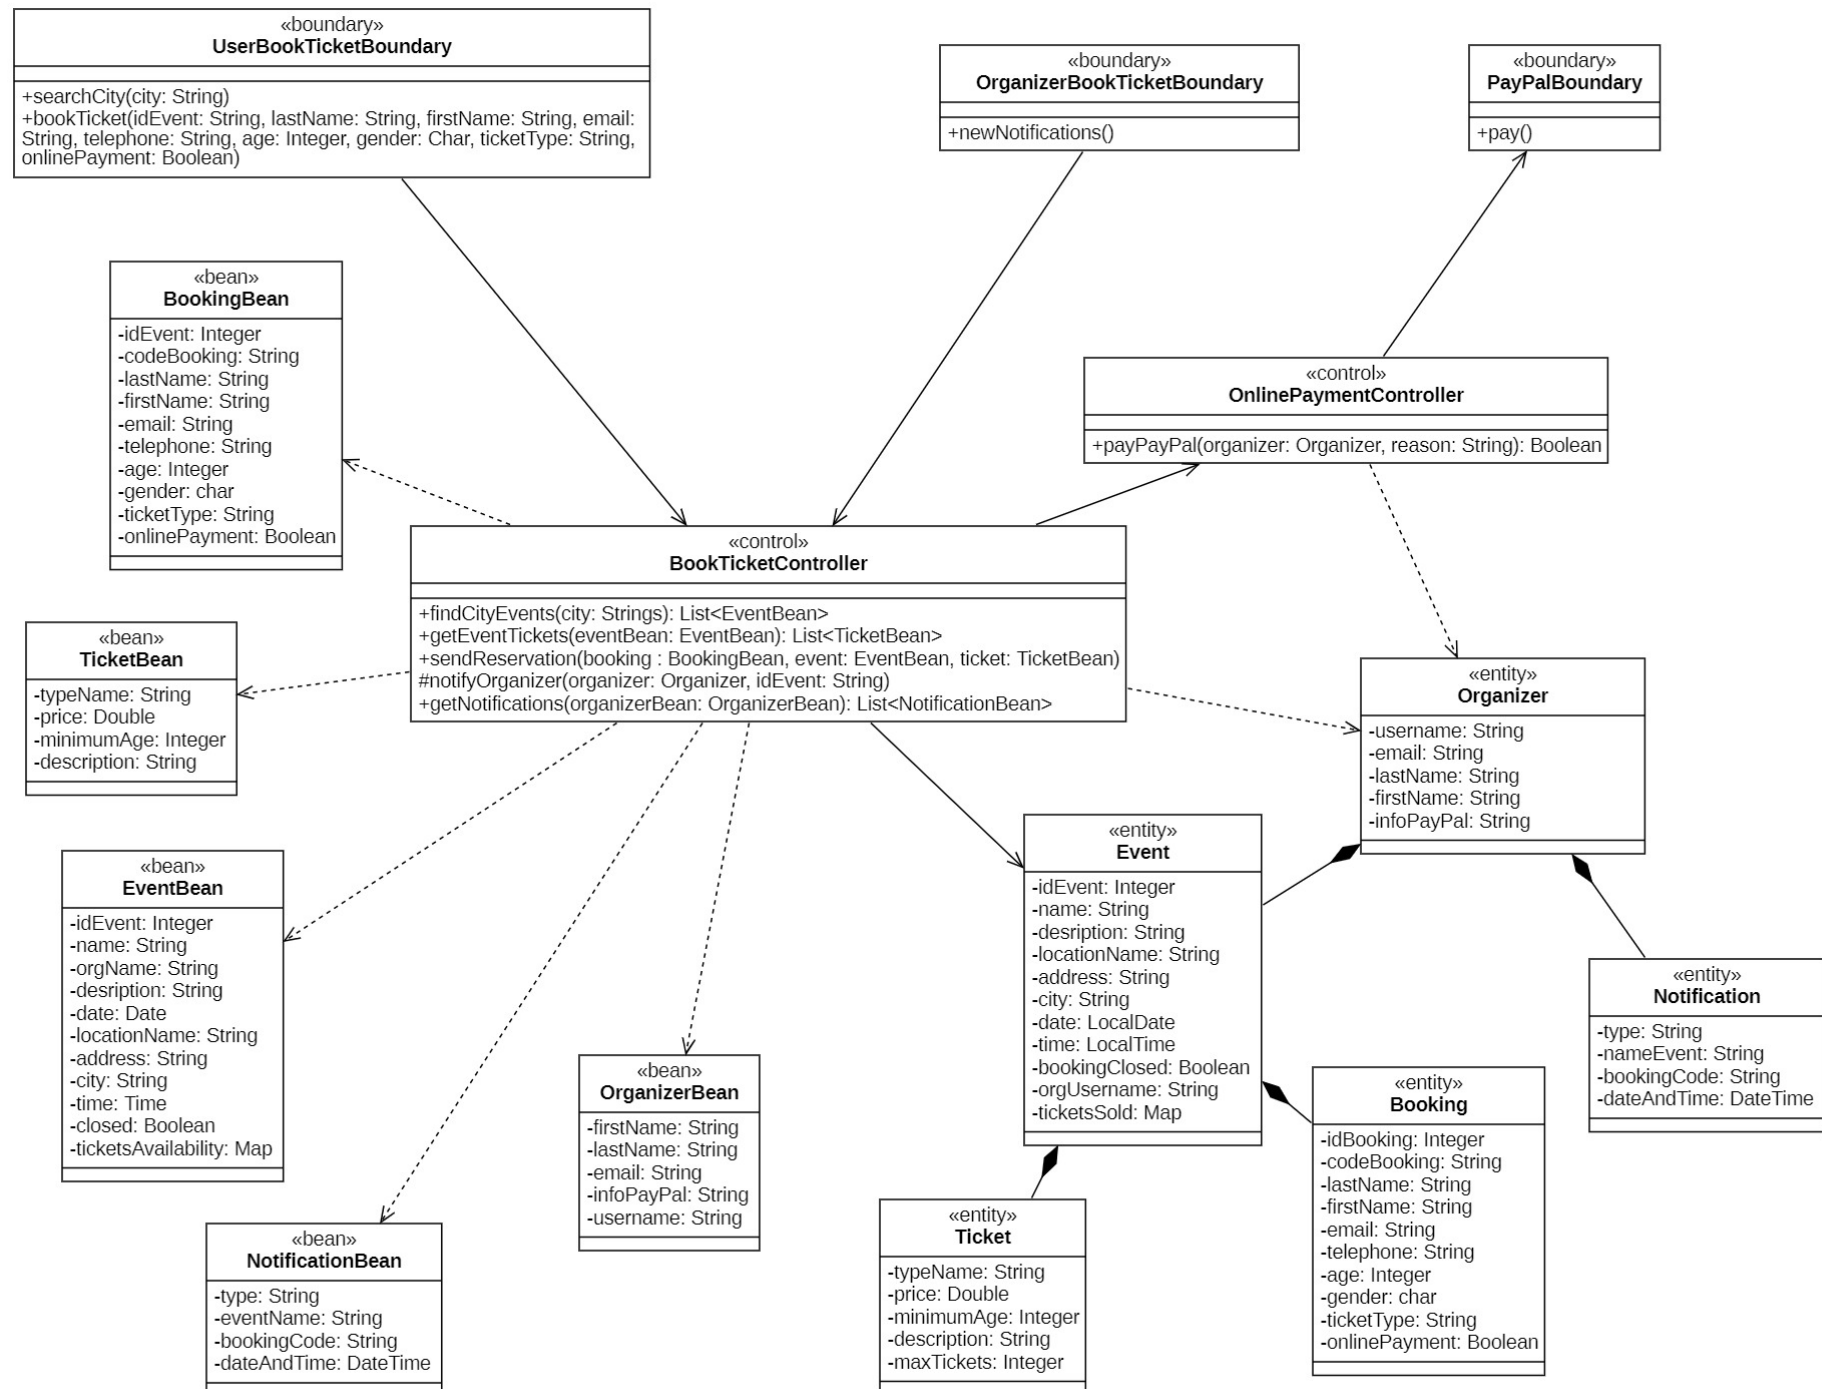 «boundary»
UserBookTicketBoundary
+searchCity(city: String)
+bookTicket(idEvent: String, lastName: String, firstName: String, email:
String, telephone: String, age: Integer, gender: Char, ticketType: String,
onlinePayment: Boolean)
«boundary»
OrganizerBookTicketBoundary
+newNotifications()
«boundary»
PayPalBoundary
+pay()
«bean»
BookingBean
-idEvent: Integer
-codeBooking: String
-lastName: String
-firstName: String
-email: String
-telephone: String
-age: Integer
-gender: char
-ticketType: String
-onlinePayment: Boolean
«control»
OnlinePaymentController
+payPayPal(organizer: Organizer, reason: String): Boolean
«control»
BookTicketController
+findCityEvents(city: Strings): List<EventBean>
+getEventTickets(eventBean: EventBean): List<TicketBean>
+sendReservation(booking : BookingBean, event: EventBean, ticket: TicketBean)
#notifyOrganizer(organizer: Organizer, idEvent: String)
+getNotifications(organizerBean: OrganizerBean): List<NotificationBean>
«bean»
TicketBean
-typeName: String
-price: Double
-minimumAge: Integer
-description: String
«entity»
Organizer
-username: String
-email: String
-lastName: String
-firstName: String
-infoPayPal: String
«bean»
EventBean
-idEvent: Integer
-name: String
-orgName: String
-desription: String
-date: Date
-locationName: String
-address: String
-city: String
-time: Time
-closed: Boolean
-ticketsAvailability: Map
«entity»
Event
-idEvent: Integer
-name: String
-desription: String
-locationName: String
-address: String
-city: String
-date: LocalDate
-time: LocalTime
-bookingClosed: Boolean
-orgUsername: String
-ticketsSold: Map
«entity»
Notification
-type: String
-nameEvent: String
-bookingCode: String
-dateAndTime: DateTime
«bean»
OrganizerBean
-firstName: String
-lastName: String
-email: String
-infoPayPal: String
-username: String
«entity»
Booking
-idBooking: Integer
-codeBooking: String
-lastName: String
-firstName: String
-email: String
-telephone: String
-age: Integer
-gender: char
-ticketType: String
-onlinePayment: Boolean
«bean»
NotificationBean
-type: String
-eventName: String
-bookingCode: String
-dateAndTime: DateTime
«entity»
Ticket
-typeName: String
-price: Double
-minimumAge: Integer
-description: String
-maxTickets: Integer